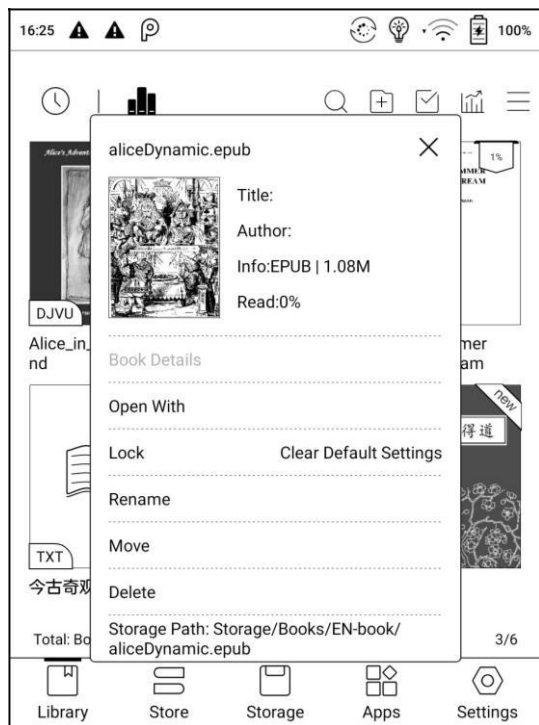 16:25
100%
aliceDynamic.epub
Title:
Author:
Info:EPUB | 1.08M
Read:0%
Book Details
Open With
Lock
Clear Default Settings
Rename
Move
Delete
Storage Path: Storage/Books/EN-book/
aliceDynamic.epub
DJVU
Alice_in_
nd
1%
mer
am
new
得道
TXT
今古奇观
Total: Bo
3/6
Library
Store
Storage
Apps
Settings